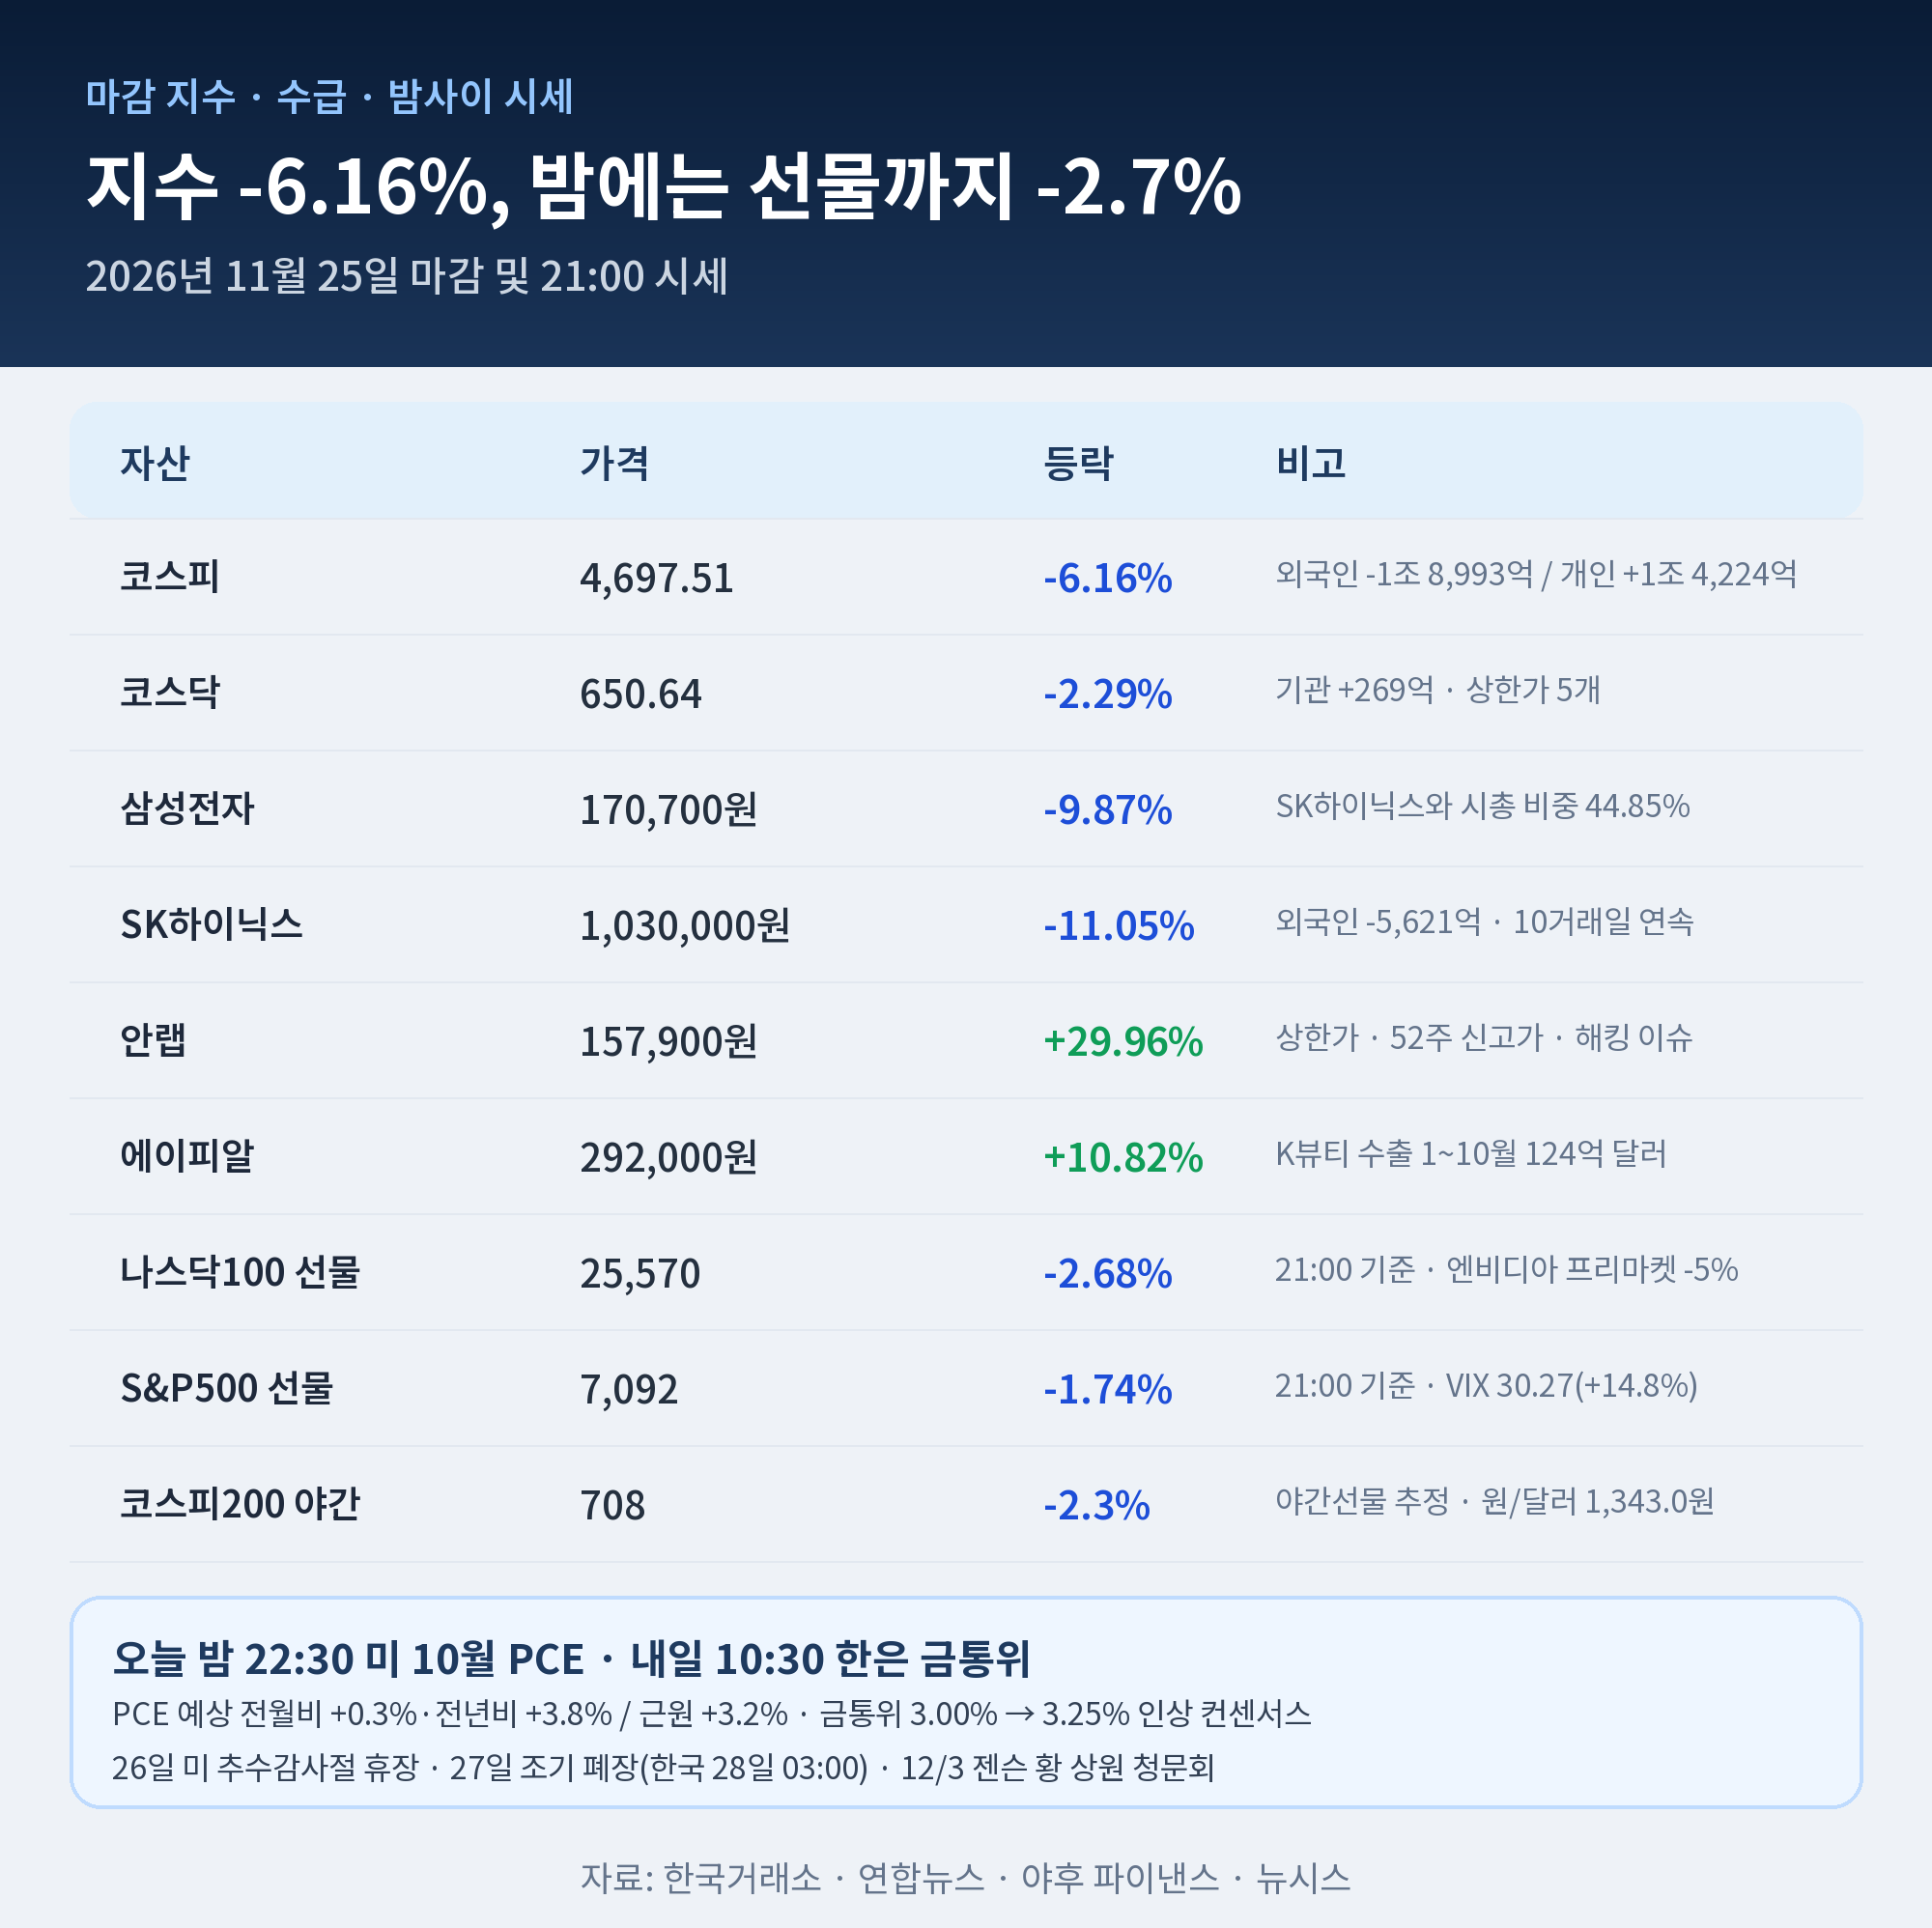 마감 지수 · 수급 · 밤사이 시세
지수 -6.16%, 밤에는 선물까지 -2.7%
2026년 11월 25일 마감 및 21:00 시세
자산 가격 등락 비고
코스피 4,697.51 -6.16% 외국인 -1조 8,993억 / 개인 +1조 4,224억
코스닥 650.64 -2.29% 기관 +269억 · 상한가 5개
삼성전자 170,700원 -9.87% SK하이닉스와 시총 비중 44.85%
SK하이닉스 1,030,000원 -11.05% 외국인 -5,621억 · 10거래일 연속
안랩 157,900원 +29.96% 상한가 · 52주 신고가 · 해킹 이슈
에이피알 292,000원 +10.82% K뷰티 수출 1~10월 124억 달러
나스닥100 선물 25,570 -2.68% 21:00 기준 · 엔비디아 프리마켓 -5%
S&P500 선물 7,092 -1.74% 21:00 기준 · VIX 30.27(+14.8%)
코스피200 야간 708 -2.3% 야간선물 추정 · 원/달러 1,343.0원
오늘 밤 22:30 미 10월 PCE · 내일 10:30 한은 금통위
PCE 예상 전월비 +0.3%·전년비 +3.8% / 근원 +3.2% · 금통위 3.00% → 3.25% 인상 컨센서스
26일 미 추수감사절 휴장 · 27일 조기 폐장(한국 28일 03:00) · 12/3 젠슨 황 상원 청문회
자료: 한국거래소 · 연합뉴스 · 야후 파이낸스 · 뉴시스